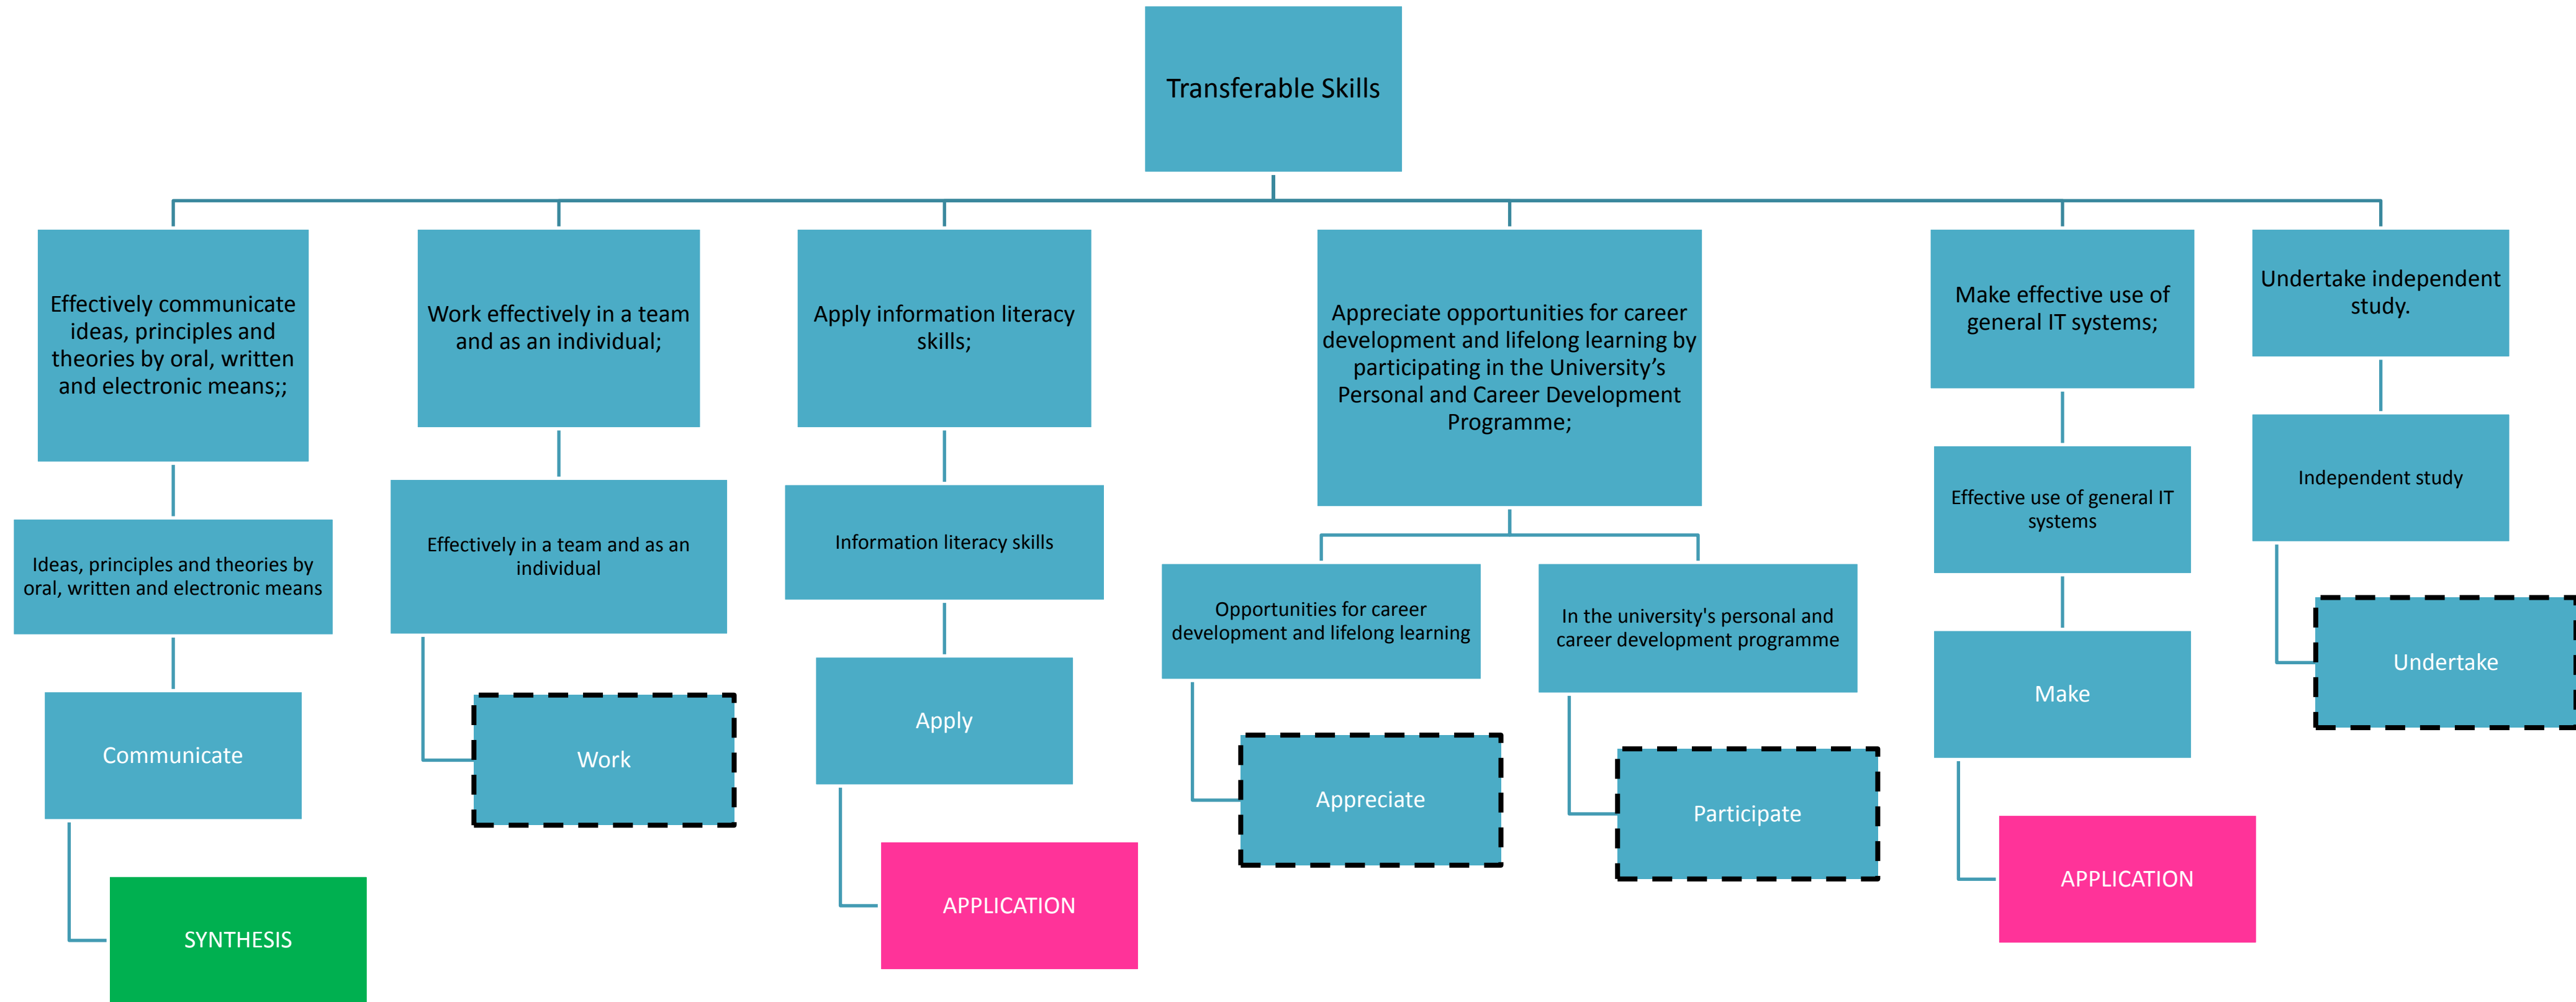 Transferable Skills
Effectively communicate
ideas, principles and
theories by oral, written
and electronic means;;
Work effectively in a team
and as an individual;
Apply information literacy
skills;
Appreciate opportunities for career
development and lifelong learning by
participating in the University’s
Personal and Career Development
Programme;
Make effective use of
general IT systems;
Undertake independent
study.
Ideas, principles and theories by
oral, written and electronic means
Effectively in a team and as an
individual
Information literacy skills
Opportunities for career
development and lifelong learning
In the university's personal and
career development programme
Effective use of general IT
systems
Independent study
Communicate
Work
Apply
Appreciate
Participate
Make
Undertake
SYNTHESIS
APPLICATION
APPLICATION